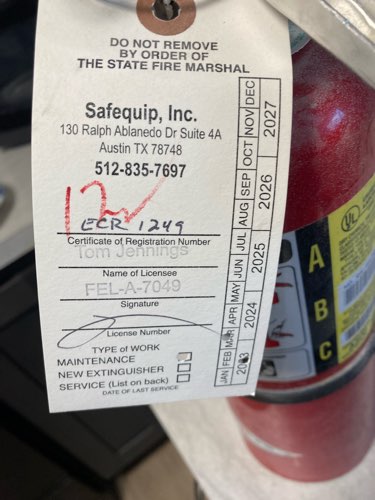 DO NOT REMOVE
BY ORDER OF
THE STATE FIRE MARSHAL
Safequip, Inc.
130 Ralph Ablanedo Dr Suite 4A
Austin TX 78748
512-835-7697
12
ECR 1249
Certificate of Registration Number
Tom Jennings
Name of Licensee
FEL-A-7049
Signature
License Number
TYPE of WORK
MAINTENANCE
NEW EXTINGUISHER
SERVICE (List on back)
DATE OF LAST SERVICE
JAN FEB MAR APR MAY JUN JUL AUG SEP OCT NOV DEC
2023 2024 2025 2026 2027
UL
A
B
C